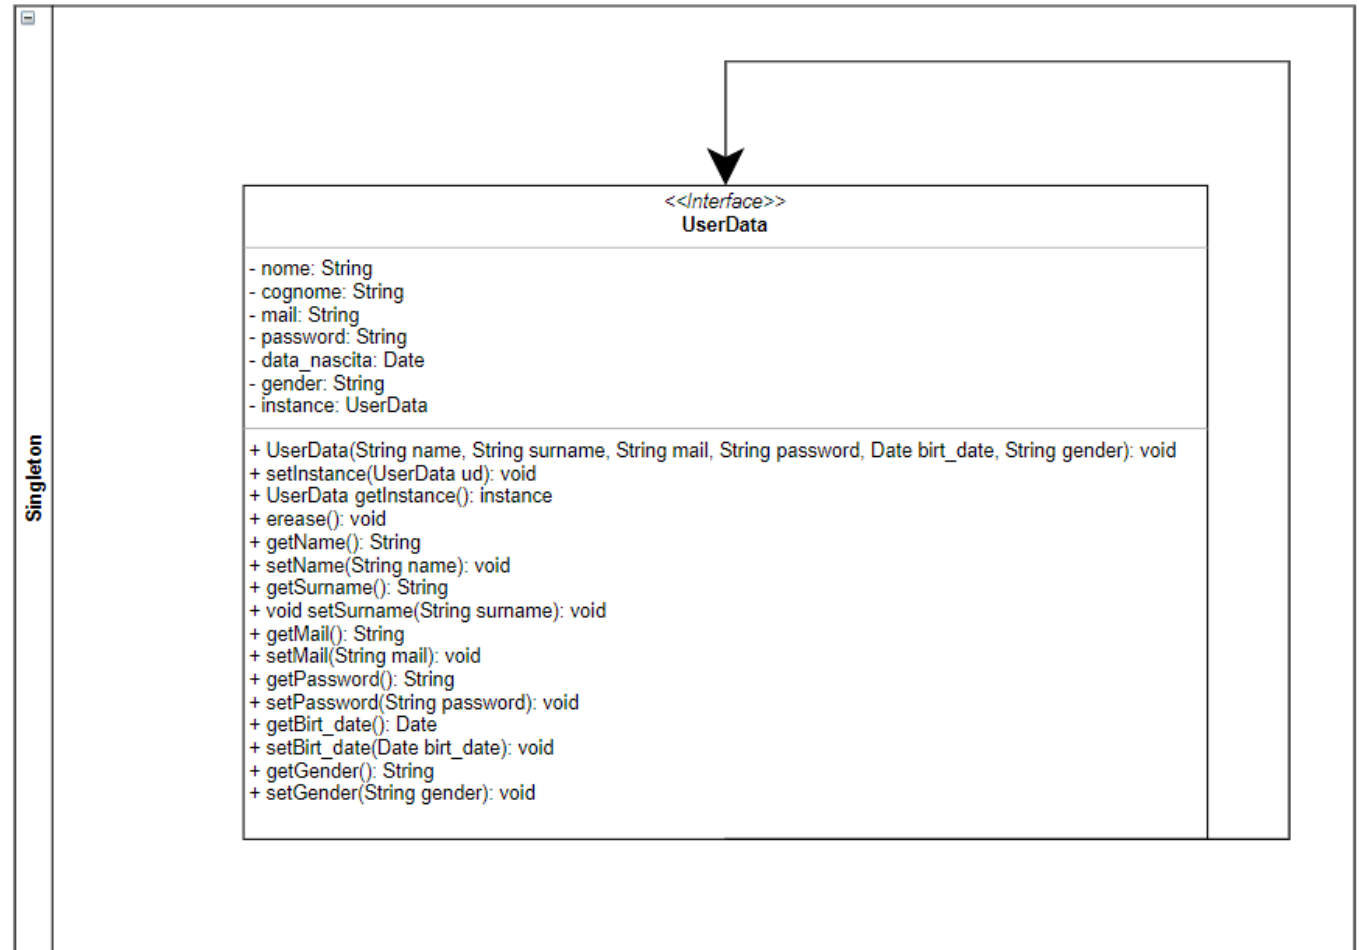 Singleton
<<Interface>>
UserData
- nome: String
- cognome: String
- mail: String
- password: String
- data_nascita: Date
- gender: String
- instance: UserData
+ UserData(String name, String surname, String mail, String password, Date birt_date, String gender): void
+ setInstance(UserData ud): void
+ UserData getInstance(): instance
+ erease(): void
+ getName(): String
+ setName(String name): void
+ getSurname(): String
+ void setSurname(String surname): void
+ getMail(): String
+ setMail(String mail): void
+ getPassword(): String
+ setPassword(String password): void
+ getBirt_date(): Date
+ setBirt_date(Date birt_date): void
+ getGender(): String
+ setGender(String gender): void